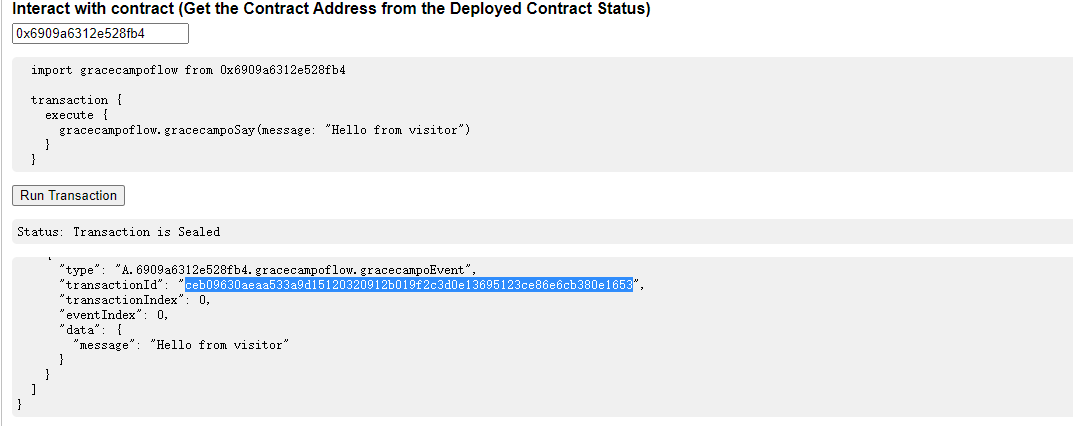 Interact with contract (Get the Contract Address from the Deployed Contract Status)
0x6909a6312e528fb4
import gracecampoflow from 0x6909a6312e528fb4
transaction {
execute {
gracecampoflow.gracecampoSay(message: "Hello from visitor")
}
}
Run Transaction
Status: Transaction is Sealed
"type": "A.6909a6312e528fb4.gracecampoflow.gracecampoEvent",
"transactionId": "ceb09630aeaa533a9d15120320912b019f2c3d0e13695123ce86e6cb380e1653",
"transactionIndex": 0,
"eventIndex": 0,
"data": {
"message": "Hello from visitor"
}
}
]
}